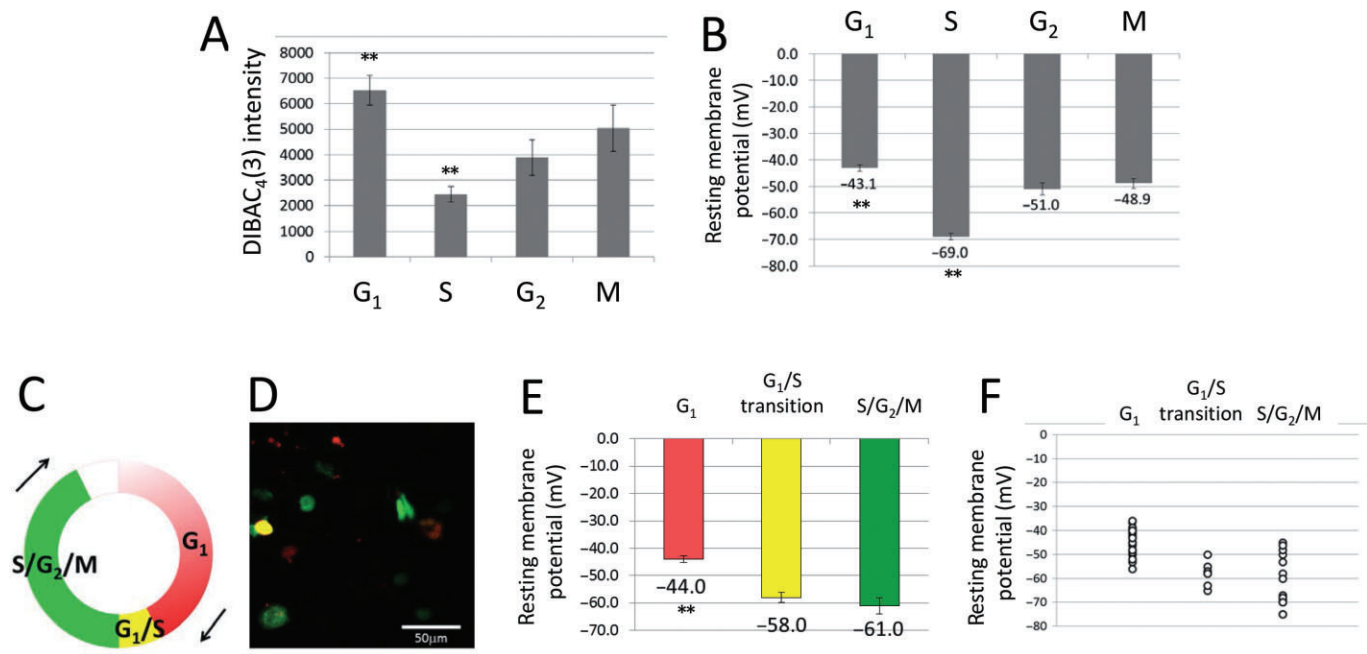 A
DIBAC₄(3) intensity
8000
7000
6000
5000
4000
3000
2000
1000
0
**
**
G₁ S G₂ M
B
G₁ S G₂ M
Resting membrane
potential (mV)
0.0
−10.0
−20.0
−30.0
−40.0
−50.0
−60.0
−70.0
−80.0
−43.1
**
−69.0
**
−51.0
−48.9
C
G₁
S/G₂/M
G₁/S
D
50μm
E
G₁
G₁/S
transition
S/G₂/M
Resting membrane
potential (mV)
0.0
−10.0
−20.0
−30.0
−40.0
−50.0
−60.0
−70.0
−44.0
**
−58.0
−61.0
F
G₁
G₁/S
transition
S/G₂/M
Resting membrane
potential (mV)
0
−10
−20
−30
−40
−50
−60
−70
−80